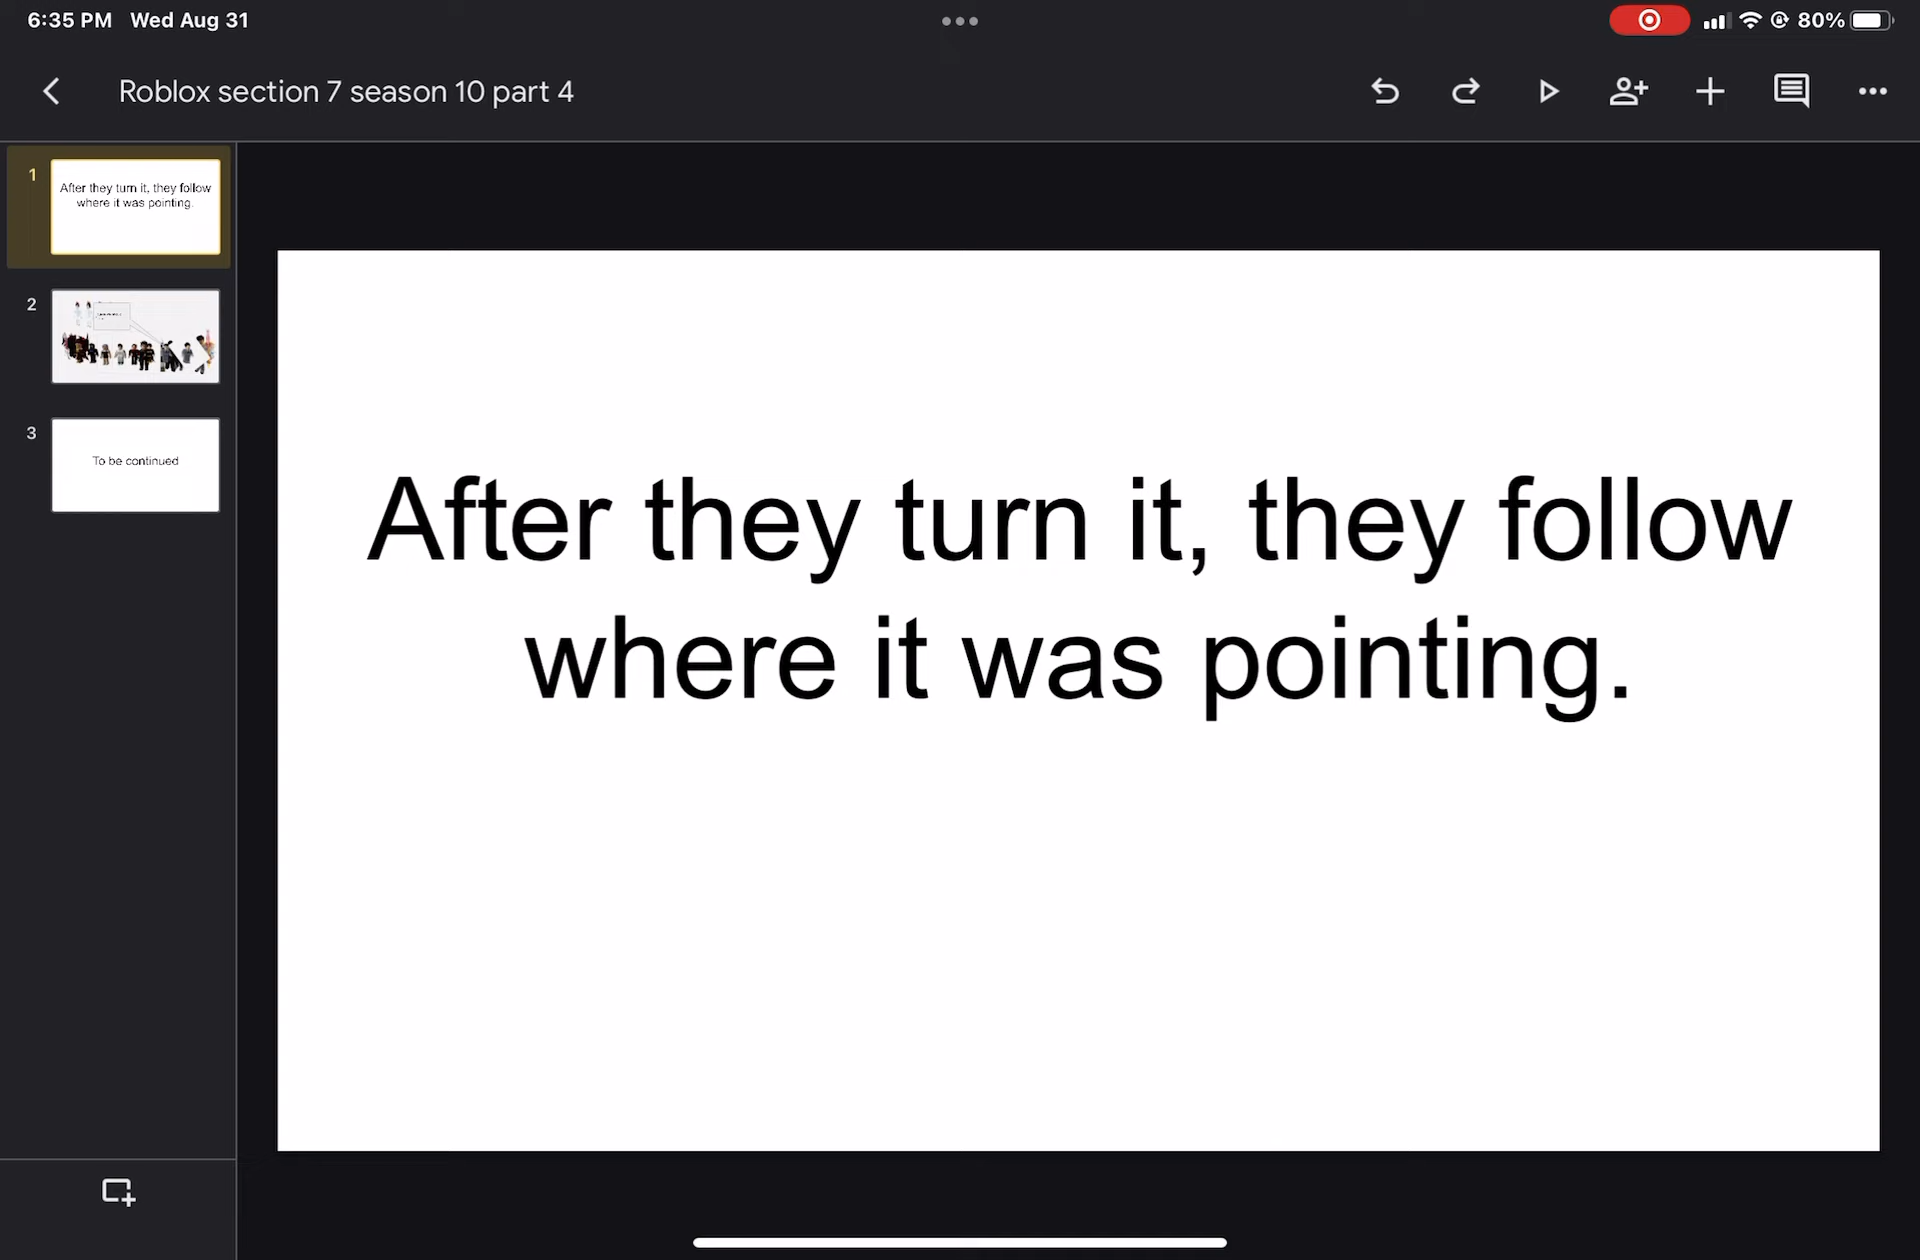 6:35 PM Wed Aug 31
80%
Roblox section 7 season 10 part 4
1
After they turn it, they follow
where it was pointing.
2
3
To be continued
After they turn it, they follow
where it was pointing.